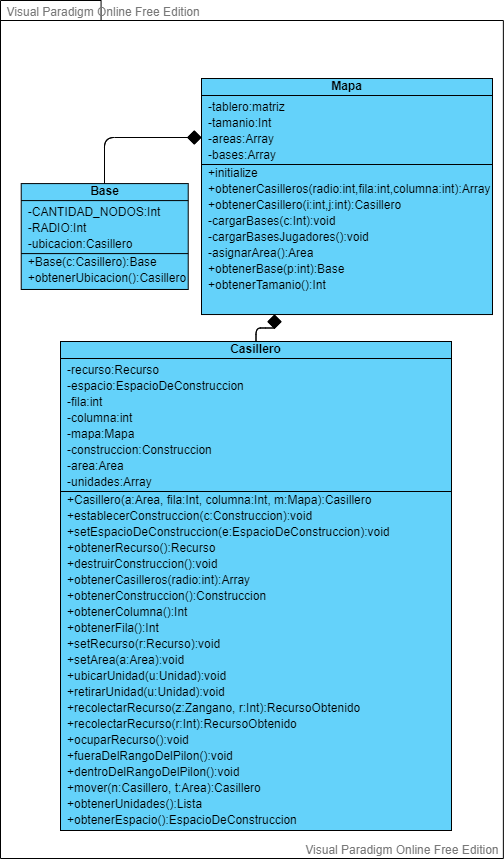 Visual Paradigm Online Free Edition
Mapa
-tablero:matriz
-tamanio:Int
-areas:Array
-bases:Array
+initialize
+obtenerCasilleros(radio:int,fila:int,columna:int):Array
+obtenerCasillero(i:int,j:int):Casillero
-cargarBases(c:Int):void
-cargarBasesJugadores():void
-asignarArea():Area
+obtenerBase(p:int):Base
+obtenerTamanio():Int
Base
-CANTIDAD_NODOS:Int
-RADIO:Int
-ubicacion:Casillero
+Base(c:Casillero):Base
+obtenerUbicacion():Casillero
Casillero
-recurso:Recurso
-espacio:EspacioDeConstruccion
-fila:int
-columna:int
-mapa:Mapa
-construccion:Construccion
-area:Area
-unidades:Array
+Casillero(a:Area, fila:Int, columna:Int, m:Mapa):Casillero
+establecerConstruccion(c:Construccion):void
+setEspacioDeConstruccion(e:EspacioDeConstruccion):void
+obtenerRecurso():Recurso
+destruirConstruccion():void
+obtenerCasilleros(radio:int):Array
+obtenerConstruccion():Construccion
+obtenerColumna():Int
+obtenerFila():Int
+setRecurso(r:Recurso):void
+setArea(a:Area):void
+ubicarUnidad(u:Unidad):void
+retirarUnidad(u:Unidad):void
+recolectarRecurso(z:Zangano, r:Int):RecursoObtenido
+recolectarRecurso(r:Int):RecursoObtenido
+ocuparRecurso():void
+fueraDelRangoDelPilon():void
+dentroDelRangoDelPilon():void
+mover(n:Casillero, t:Area):Casillero
+obtenerUnidades():Lista
+obtenerEspacio():EspacioDeConstruccion
Visual Paradigm Online Free Edition